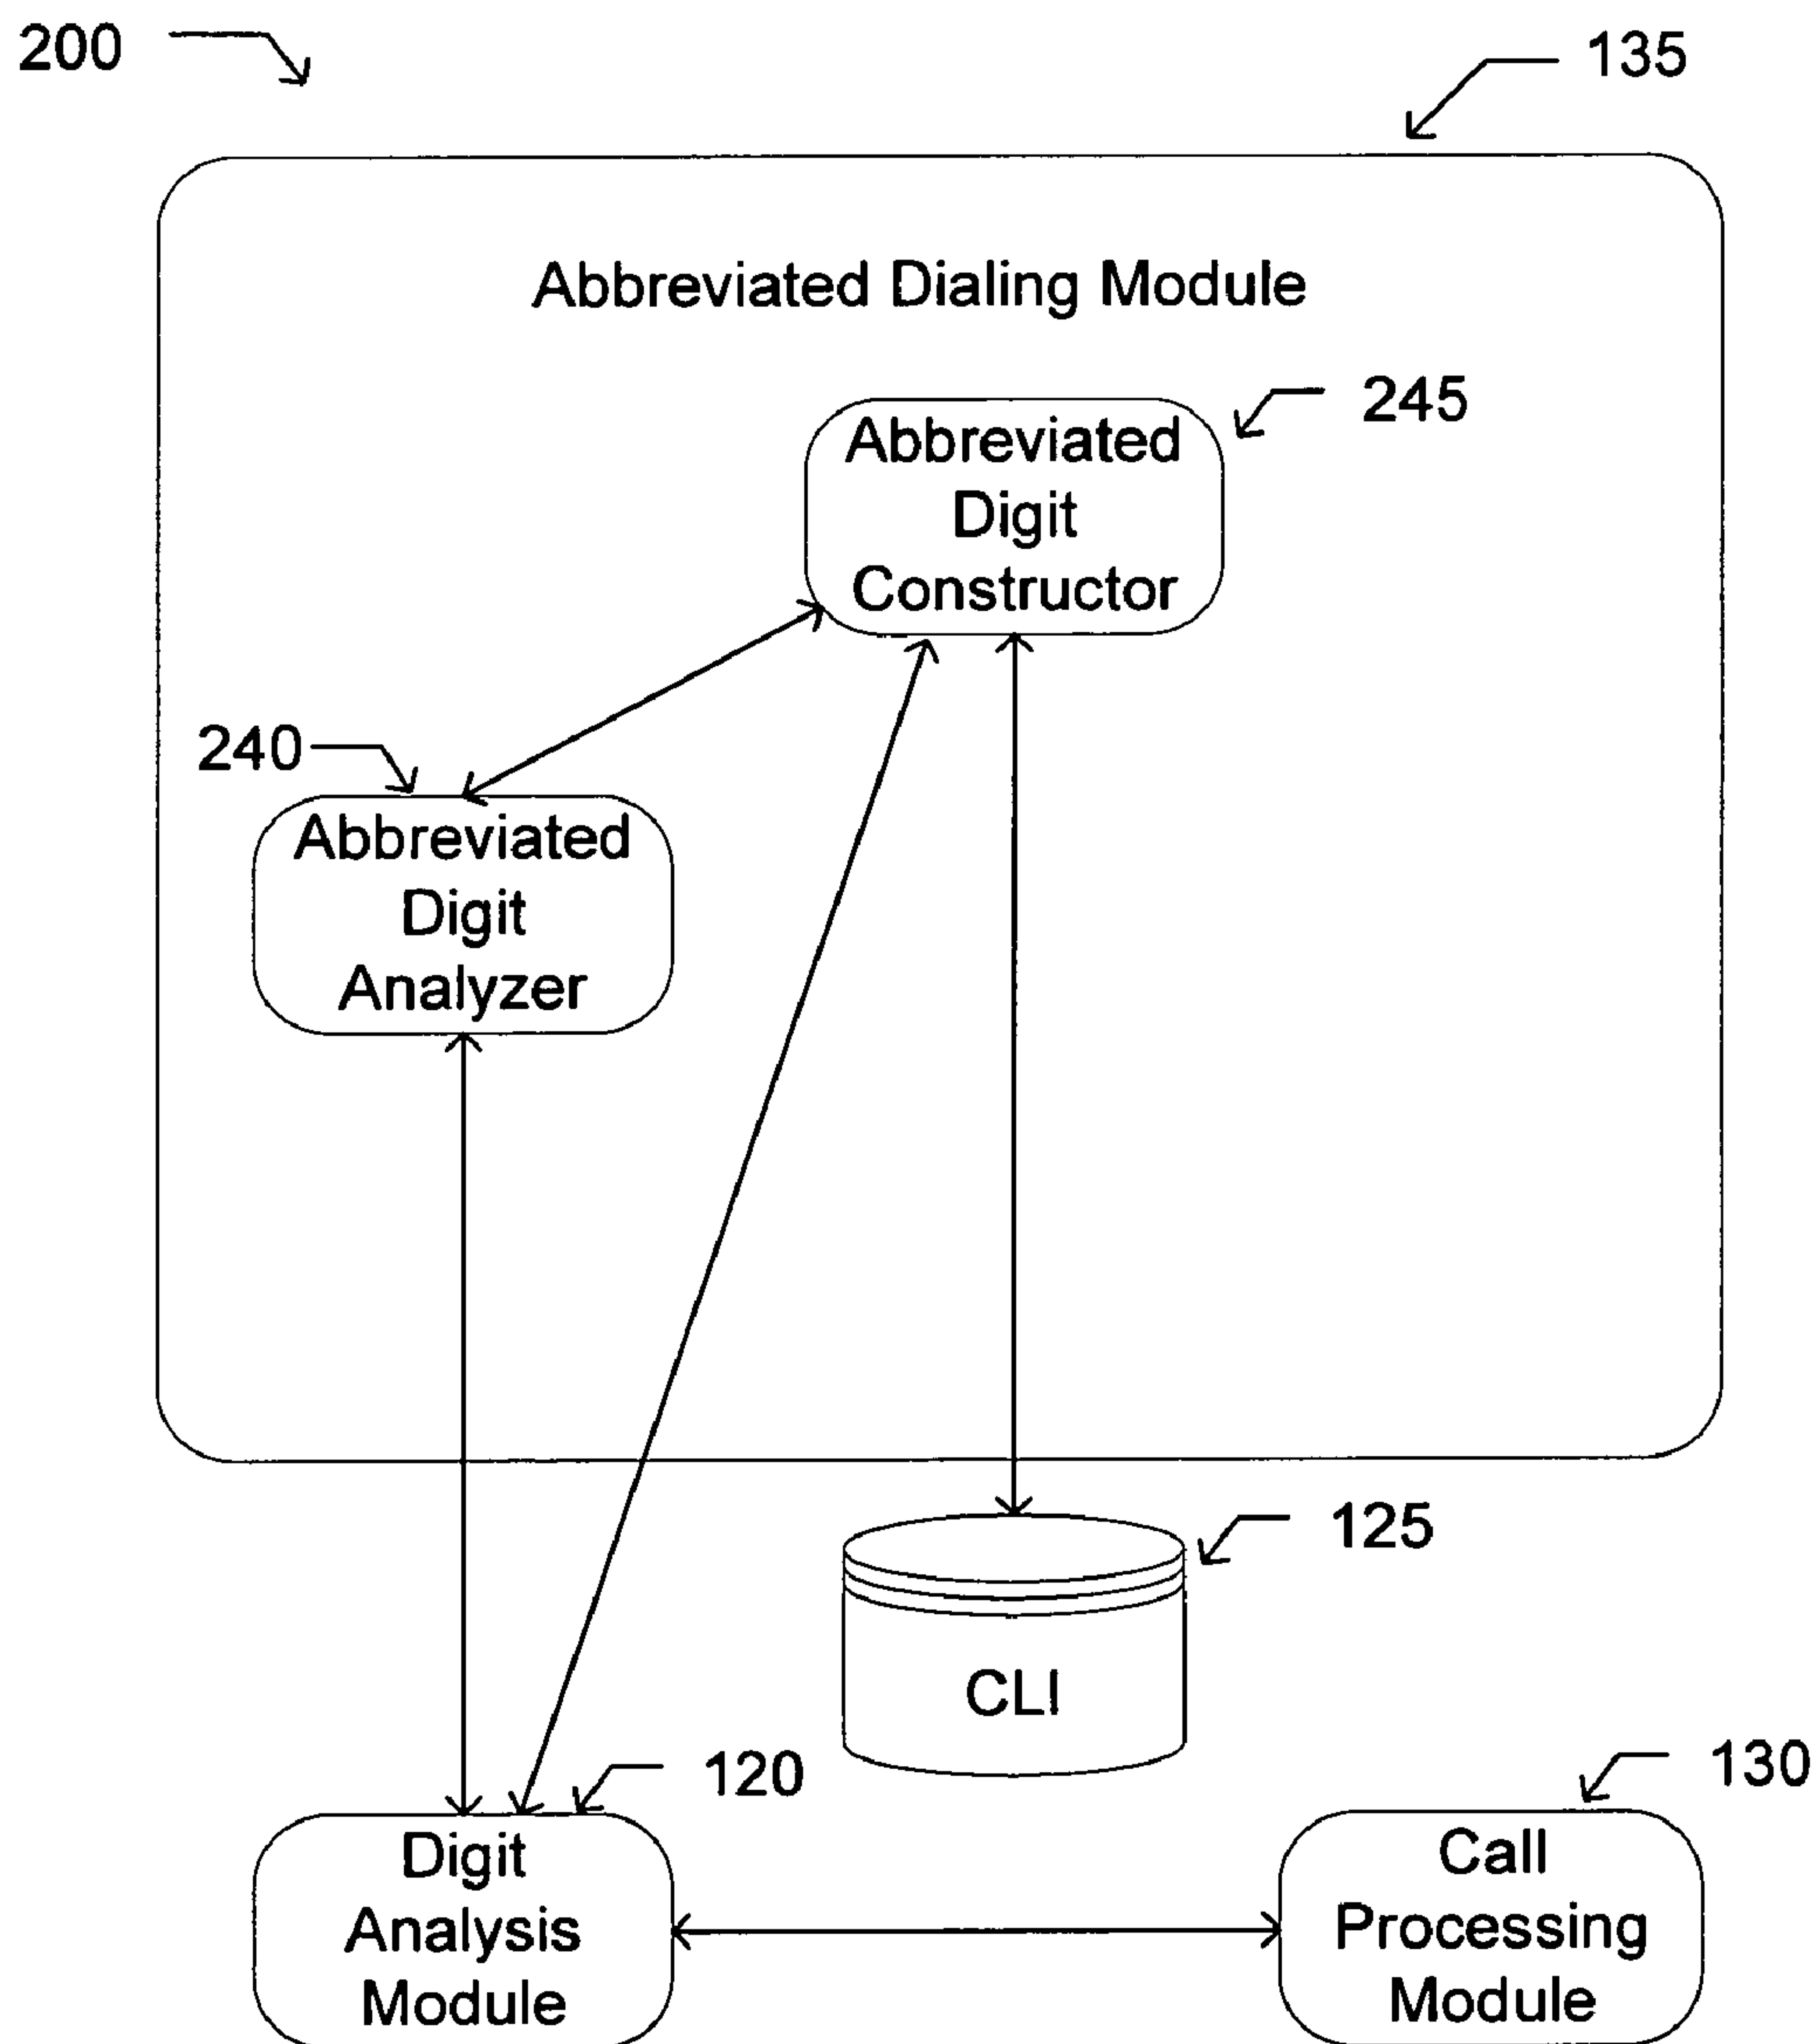 200
135
Abbreviated Dialing Module
245
Abbreviated
Digit
Constructor
240
Abbreviated
Digit
Analyzer
125
CLI
120
Digit
Analysis
Module
130
Call
Processing
Module